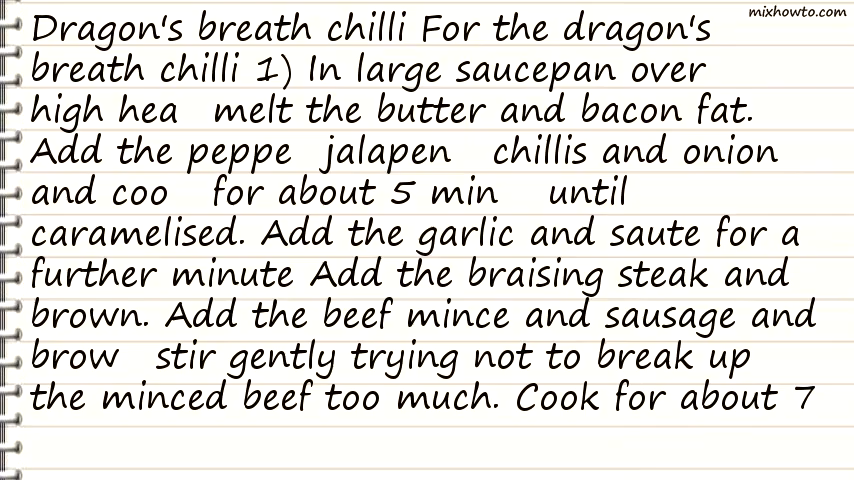 mixhowto.com
Dragon's breath chilli For the dragon's
breath chilli 1) In large saucepan over
high hea melt the butter and bacon fat.
Add the peppe jalapen chillis and onion
and coo for about 5 min until
caramelised. Add the garlic and saute for a
further minute Add the braising steak and
brown. Add the beef mince and sausage and
brow stir gently trying not to break up
the minced beef too much. Cook for about 7